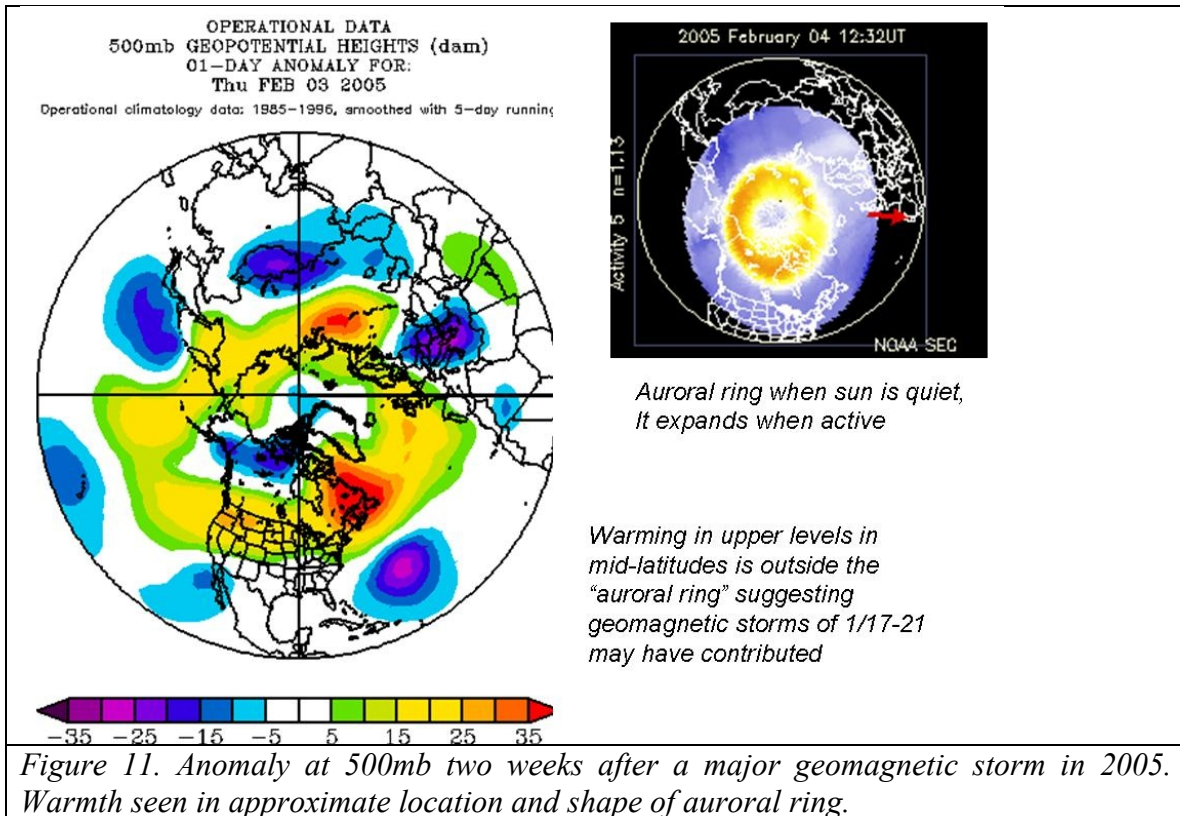 OPERATIONAL DATA
500mb GEOPOTENTIAL HEIGHTS (dam)
01-DAY ANOMALY FOR:
Thu FEB 03 2005
Operational climatology data: 1985-1996, smoothed with 5-day running
-35 -25 -15 -5 5 15 25 35
2005 February 04 12:32UT
Activity 5 n=1.13
NOAA SEC
Auroral ring when sun is quiet,
It expands when active
Warming in upper levels in
mid-latitudes is outside the
"auroral ring" suggesting
geomagnetic storms of 1/17-21
may have contributed
Figure 11. Anomaly at 500mb two weeks after a major geomagnetic storm in 2005.
Warmth seen in approximate location and shape of auroral ring.